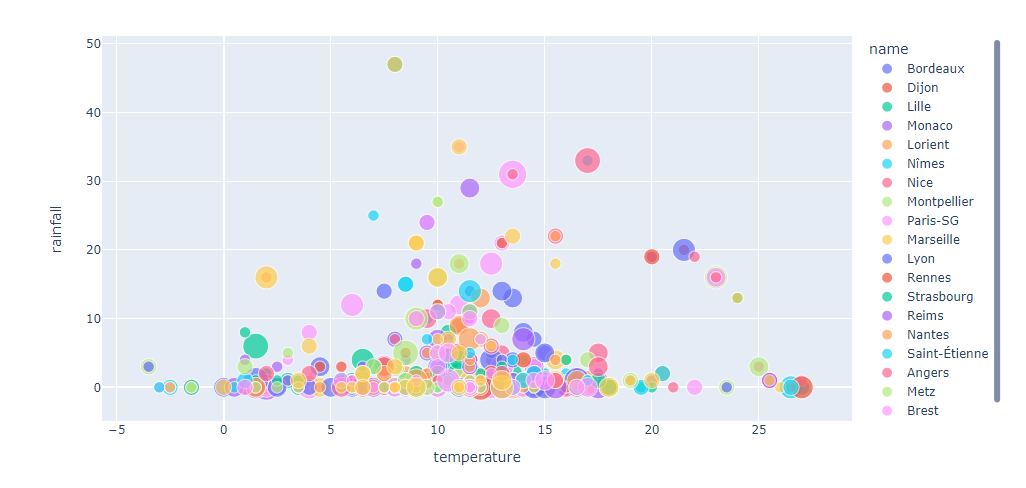 50
40
30
20
10
0
rainfall
−5
0
5
10
15
20
25
temperature
name
Bordeaux
Dijon
Lille
Monaco
Lorient
Nîmes
Nice
Montpellier
Paris-SG
Marseille
Lyon
Rennes
Strasbourg
Reims
Nantes
Saint-Étienne
Angers
Metz
Brest